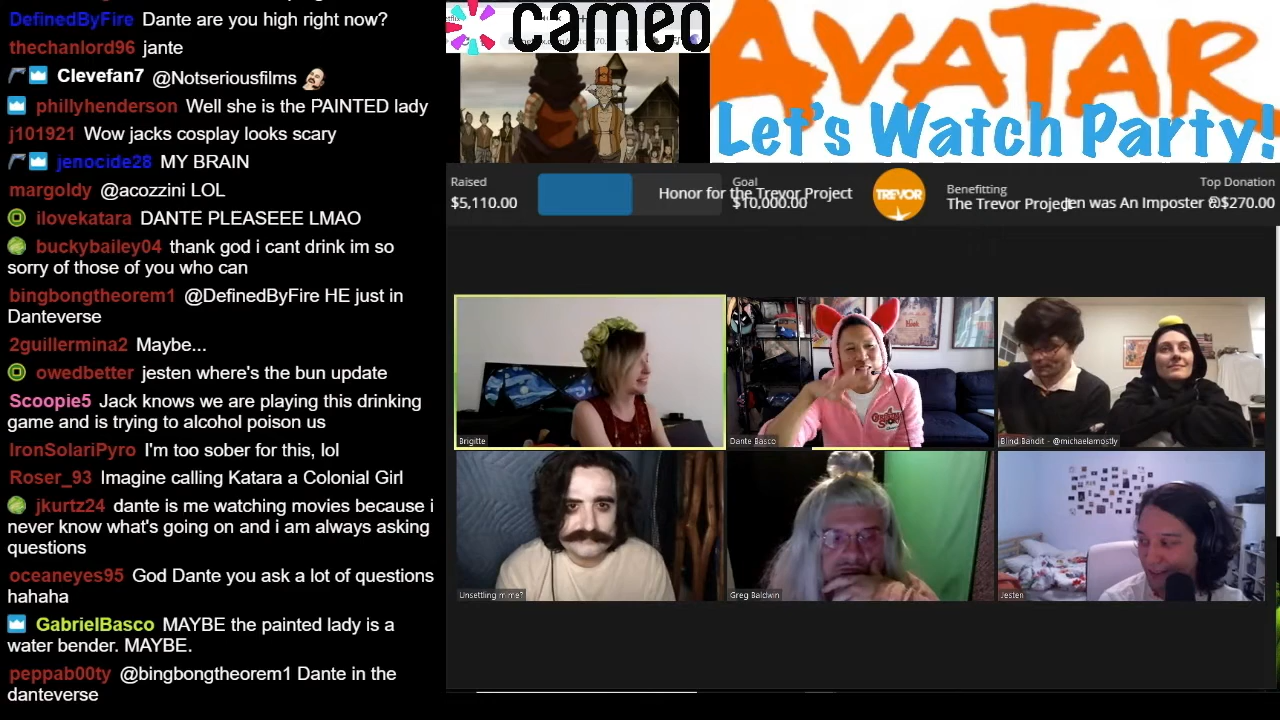 DefinedByFire Dante are you high right now?
thechanlord96 jante
Clevefan7 @Notseriousfilms
phillyhenderson Well she is the PAINTED lady
j101921 Wow jacks cosplay looks scary
jenocide28 MY BRAIN
margoldy @acozzini LOL
ilovekatara DANTE PLEASEEE LMAO
buckybailey04 thank god i cant drink im so
sorry of those of you who can
bingbongtheorem1 @DefinedByFire HE just in
Danteverse
2guillermina2 Maybe...
owedbetter jesten where's the bun update
Scoopie5 Jack knows we are playing this drinking
game and is trying to alcohol poison us
IronSolariPyro I'm too sober for this, lol
Roser_93 Imagine calling Katara a Colonial Girl
jkurtz24 dante is me watching movies because i
never know what's going on and i am always asking
questions
oceaneyes95 God Dante you ask a lot of questions
hahaha
GabrielBasco MAYBE the painted lady is a
water bender. MAYBE.
peppab00ty @bingbongtheorem1 Dante in the
danteverse
cameo
AVATAR
Let's Watch Party!
Raised
$5,110.00
Honor for the Trevor Project
Goal
$10,000.00
TREVOR
Benefitting
The Trevor Project
Top Donation
Jen was An Imposter
$270.00
Brigitte
Dante Basco
Blind Bandit - @michaelamostly
Unsettling mime?
Greg Baldwin
Jesten